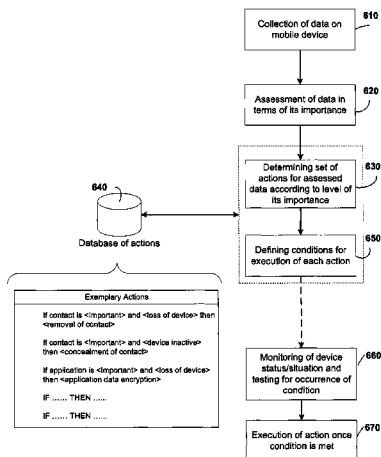 610
Collection of data on
mobile device
620
Assessment of data in
terms of its importance
630
Determining set of
actions for assessed
data according to level of
its importance
640
Database of actions
650
Defining conditions for
execution of each action
Exemplary Actions
If contact is <Important> and <loss of device> then
<removal of contact>
If contact is <Important> and <device inactive>
then <concealment of contact>
If application is <Important> and <loss of device>
then <application data encryption>
IF ...... THEN ......
IF ...... THEN ......
660
Monitoring of device
status/situation and
testing for occurrence of
condition
670
Execution of action once
condition is met